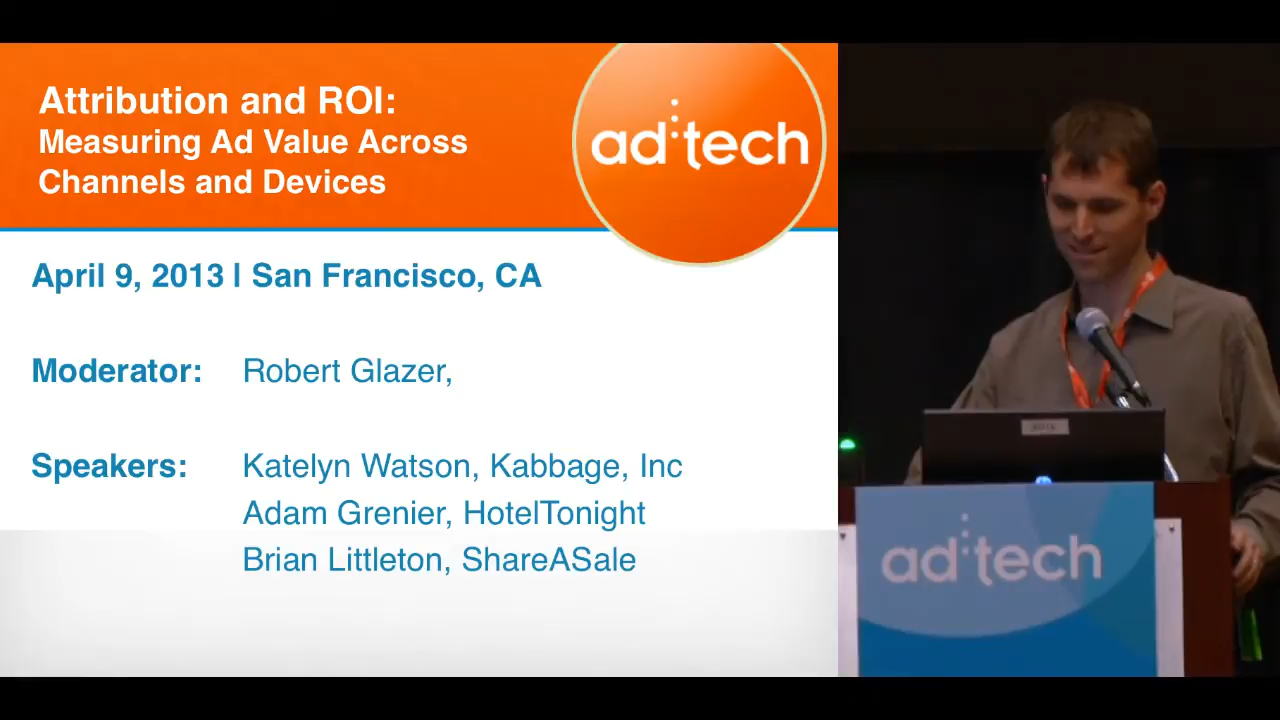 Attribution and ROI:
Measuring Ad Value Across
Channels and Devices
ad:tech
April 9, 2013 | San Francisco, CA
Moderator: Robert Glazer,
Speakers: Katelyn Watson, Kabbage, Inc
Adam Grenier, HotelTonight
Brian Littleton, ShareASale
ad:tech